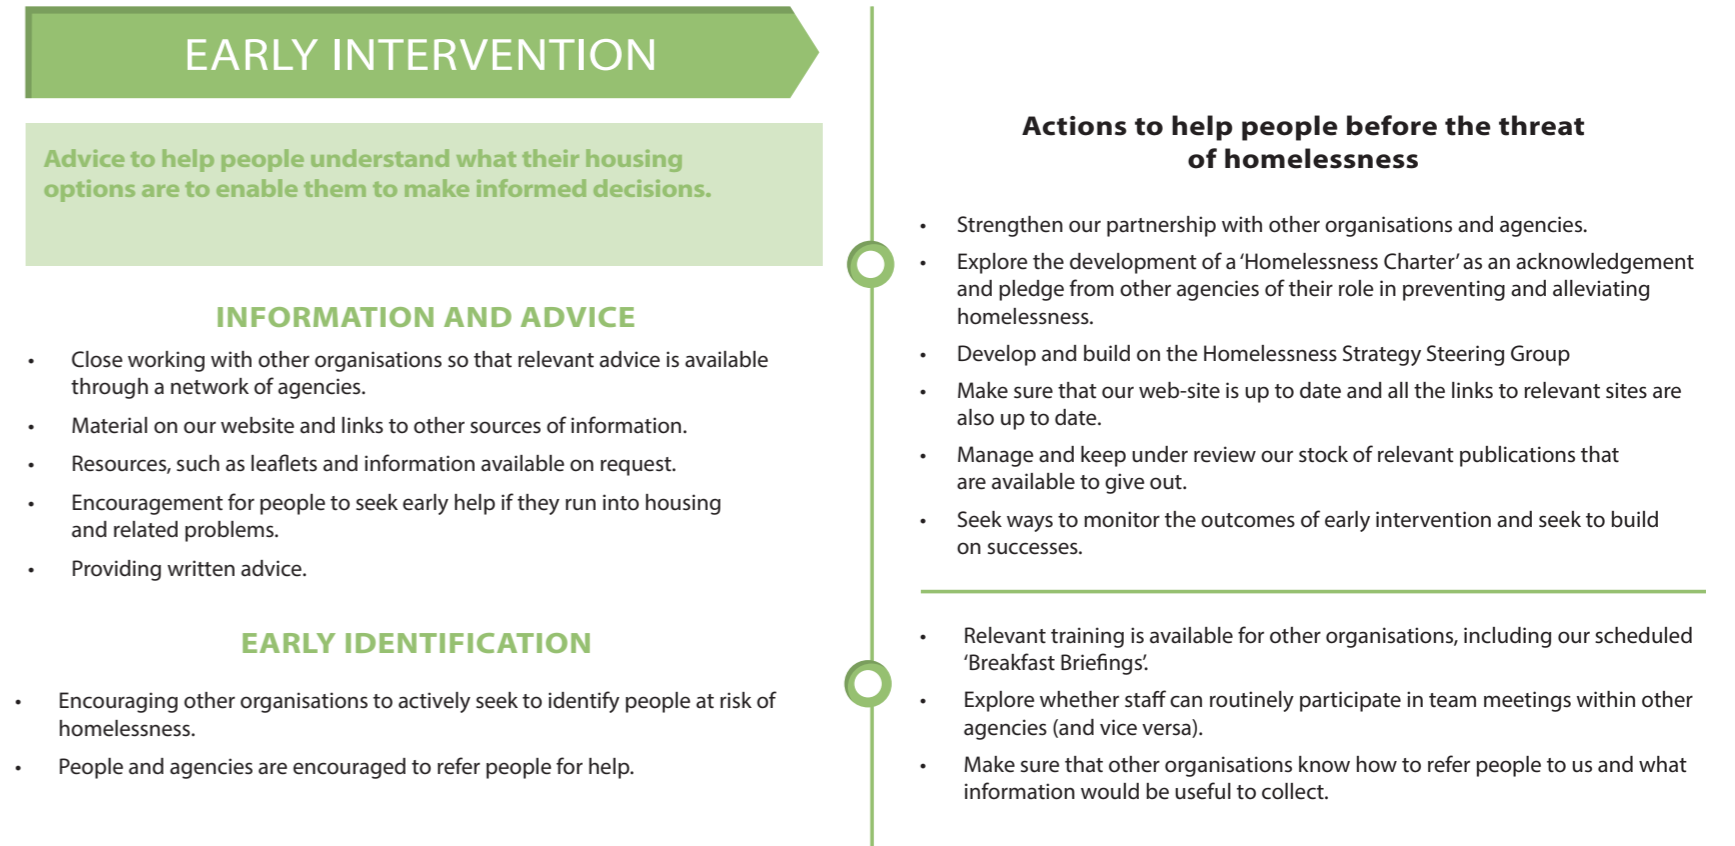 EARLY INTERVENTION
Advice to help people understand what their housing
options are to enable them to make informed decisions.
INFORMATION AND ADVICE
• Close working with other organisations so that relevant advice is available
through a network of agencies.
• Material on our website and links to other sources of information.
• Resources, such as leaflets and information available on request.
• Encouragement for people to seek early help if they run into housing
and related problems.
• Providing written advice.
EARLY IDENTIFICATION
• Encouraging other organisations to actively seek to identify people at risk of
homelessness.
• People and agencies are encouraged to refer people for help.
Actions to help people before the threat
of homelessness
• Strengthen our partnership with other organisations and agencies.
• Explore the development of a ‘Homelessness Charter’ as an acknowledgement
and pledge from other agencies of their role in preventing and alleviating
homelessness.
• Develop and build on the Homelessness Strategy Steering Group
• Make sure that our web-site is up to date and all the links to relevant sites are
also up to date.
• Manage and keep under review our stock of relevant publications that
are available to give out.
• Seek ways to monitor the outcomes of early intervention and seek to build
on successes.
• Relevant training is available for other organisations, including our scheduled
‘Breakfast Briefings’.
• Explore whether staff can routinely participate in team meetings within other
agencies (and vice versa).
• Make sure that other organisations know how to refer people to us and what
information would be useful to collect.